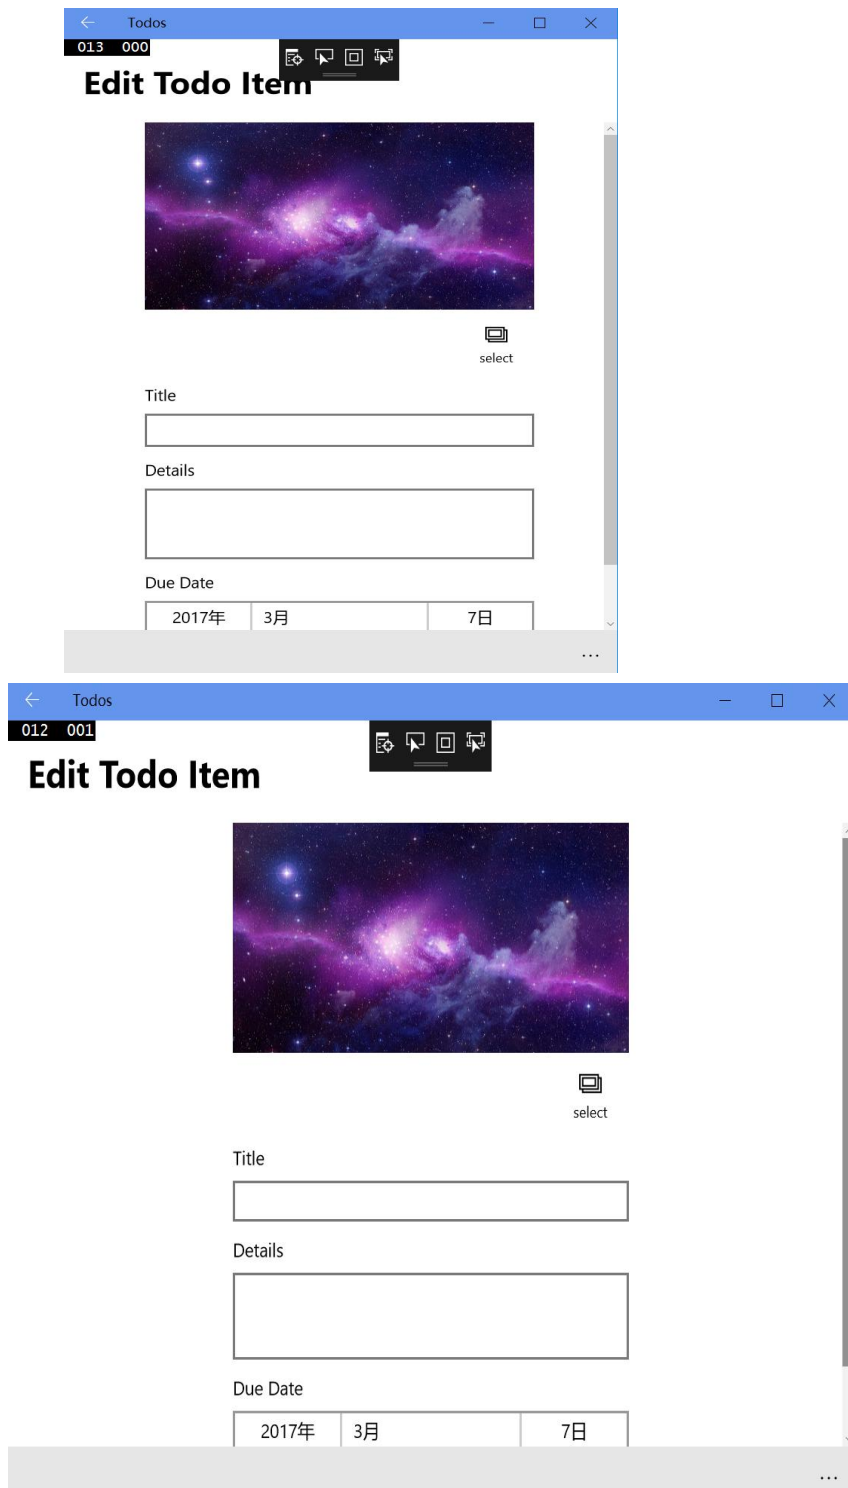 Todos
013 000
Edit Todo Item
select
Title
Details
Due Date
2017年 3月 7日
...
Todos
012 001
Edit Todo Item
select
Title
Details
Due Date
2017年 3月 7日
...